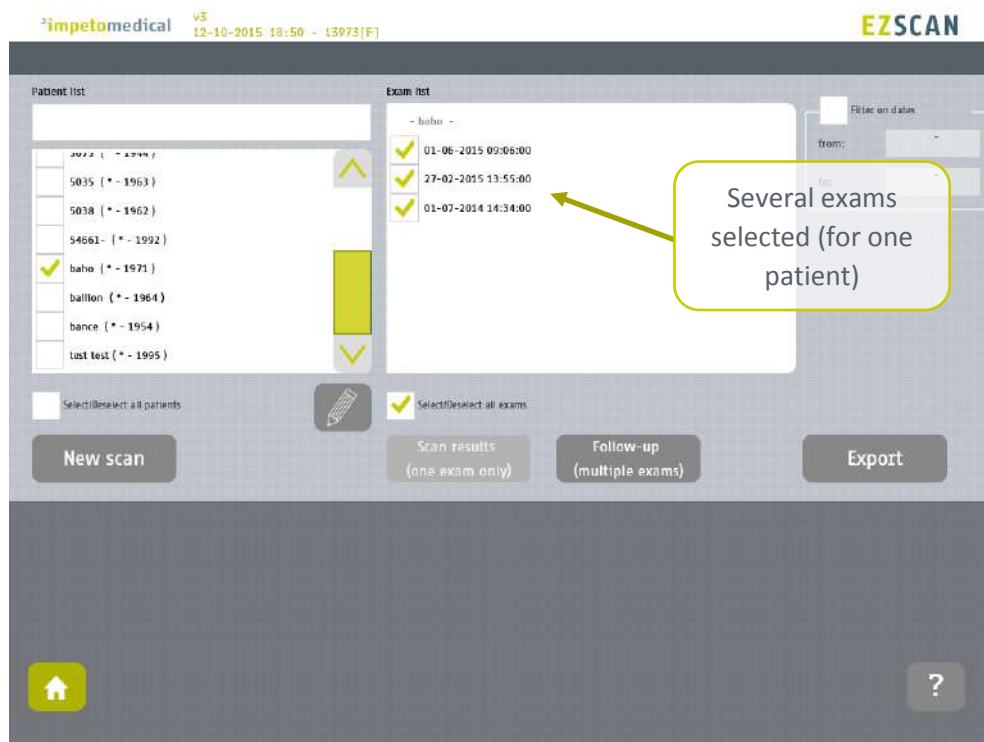 impetomedical
v3
12-10-2015 18:50 - 13973[F]
EZSCAN
Patient list
Exam list
Filter on dates
- baho -
from: -
to: -
5035 (* - 1963)
5038 (* - 1962)
54661- (* - 1992)
baho (* - 1971)
ballion (* - 1964)
bance (* - 1954)
test test (* - 1995)
01-06-2015 09:06:00
27-02-2015 13:55:00
01-07-2014 14:34:00
Several exams
selected (for one
patient)
Select/Deselect all patients
Select/Deselect all exams
New scan
Scan results
(one exam only)
Follow-up
(multiple exams)
Export
?